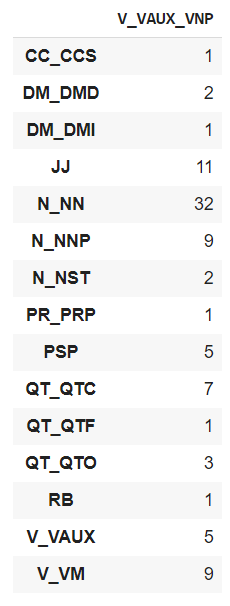 V_VAUX_VNP
CC_CCS 1
DM_DMD 2
DM_DMI 1
JJ 11
N_NN 32
N_NNP 9
N_NST 2
PR_PRP 1
PSP 5
QT_QTC 7
QT_QTF 1
QT_QTO 3
RB 1
V_VAUX 5
V_VM 9